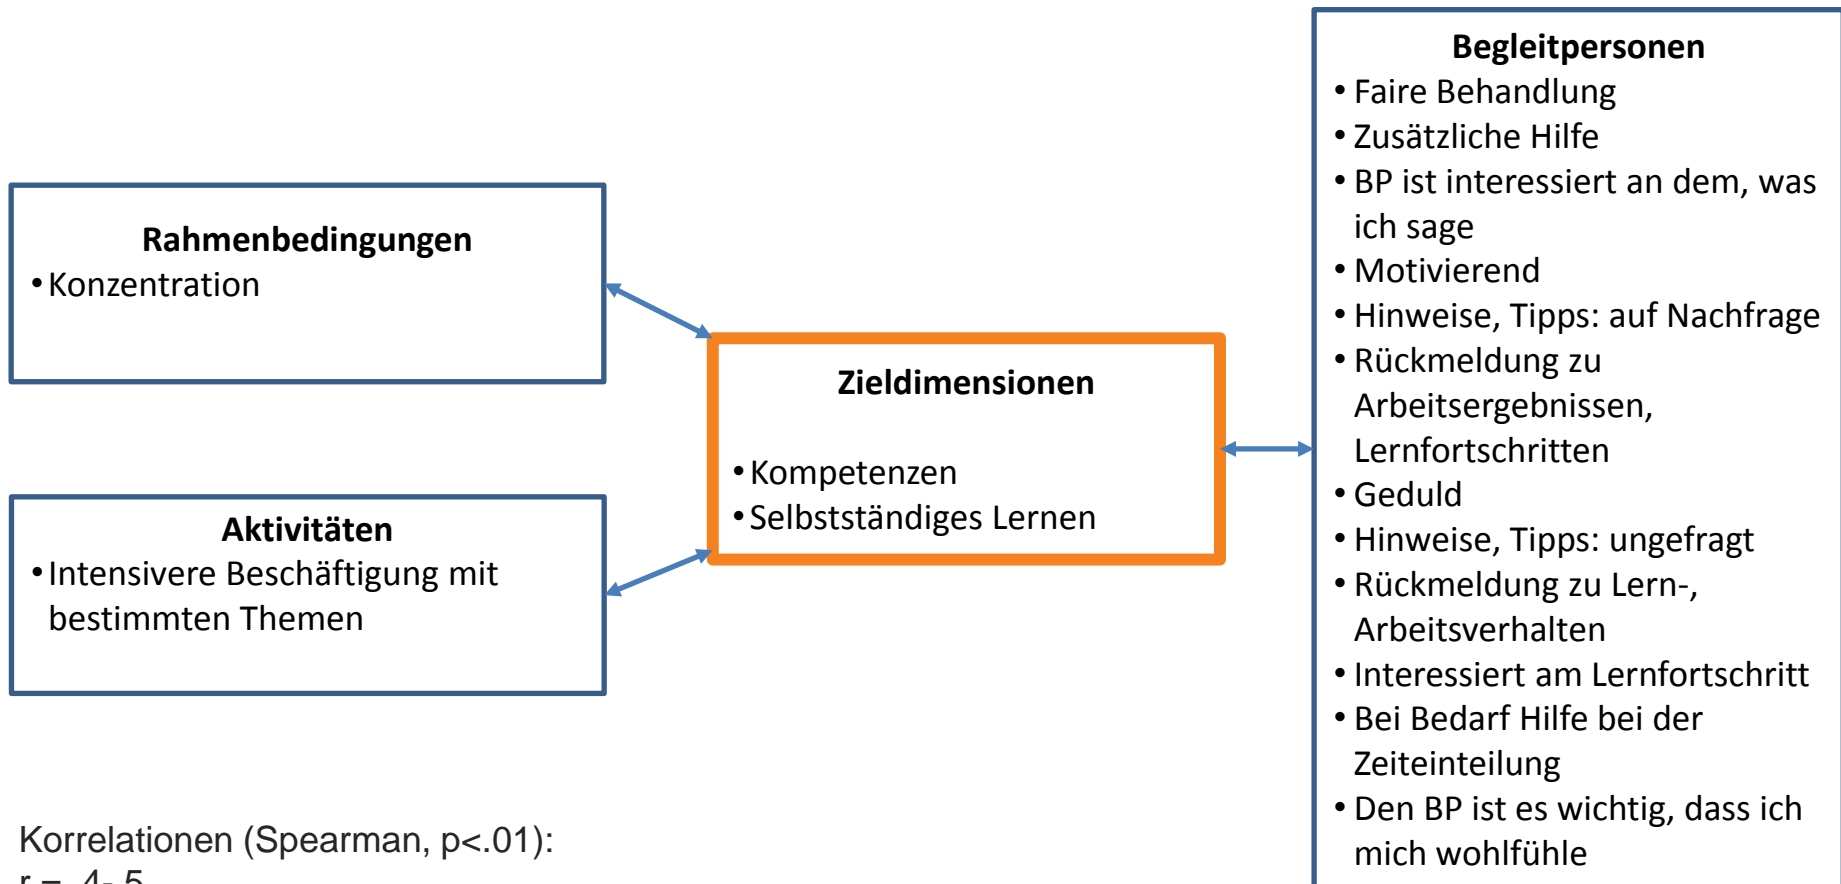 Rahmenbedingungen
• Konzentration
Aktivitäten
• Intensivere Beschäftigung mit
bestimmten Themen
Zieldimensionen
• Kompetenzen
• Selbstständiges Lernen
Begleitpersonen
• Faire Behandlung
• Zusätzliche Hilfe
• BP ist interessiert an dem, was
ich sage
• Motivierend
• Hinweise, Tipps: auf Nachfrage
• Rückmeldung zu
Arbeitsergebnissen,
Lernfortschritten
• Geduld
• Hinweise, Tipps: ungefragt
• Rückmeldung zu Lern-,
Arbeitsverhalten
• Interessiert am Lernfortschritt
• Bei Bedarf Hilfe bei der
Zeiteinteilung
• Den BP ist es wichtig, dass ich
mich wohlfühle
Korrelationen (Spearman, p<.01):
r = .4-.5